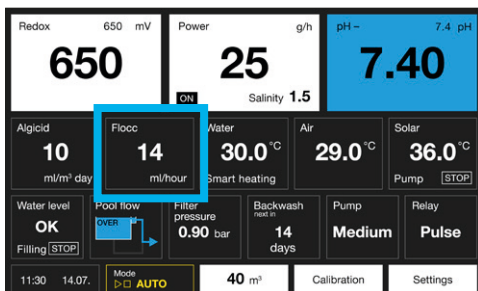 Redox 650 mV
650
Power g/h
25
ON Salinity 1.5
pH – 7.4 pH
7.40
Algicid
10
ml/m³ day
Flocc
14
ml/hour
Water
30.0 °C
Smart heating
Air
29.0 °C
Solar
36.0 °C
Pump STOP
Water level
OK
Filling STOP
Pool flow
OVER
Filter
pressure
0.90 bar
Backwash
next in
14
days
Pump
Medium
Relay
Pulse
11:30 14.07.
Mode
AUTO
40 m³
Calibration
Settings